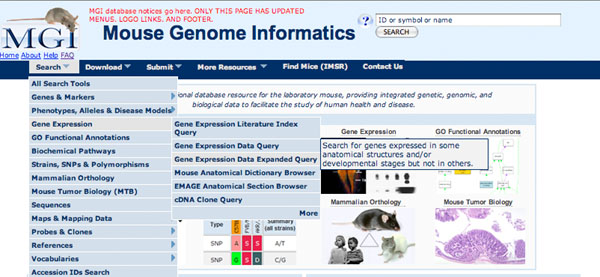 MGI database notices go here. ONLY THIS PAGE HAS UPDATED
MENUS. LOGO LINKS. AND FOOTER.
MGI
Home About Help FAQ
Mouse Genome Informatics
?
ID or symbol or name
SEARCH
Search
Download
Submit
More Resources
Find Mice (IMSR)
Contact Us
All Search Tools
Genes & Markers
Phenotypes, Alleles & Disease Models
Gene Expression
GO Functional Annotations
Biochemical Pathways
Strains, SNPs & Polymorphisms
Mammalian Orthology
Mouse Tumor Biology (MTB)
Sequences
Maps & Mapping Data
Probes & Clones
References
Vocabularies
Accession IDs Search
Gene Expression Literature Index
Query
Gene Expression Data Query
Gene Expression Data Expanded Query
Mouse Anatomical Dictionary Browser
EMAGE Anatomical Section Browser
cDNA Clone Query
More
onal database resource for the laboratory mouse, providing integrated genetic, genomic, and
biological data to facilitate the study of human health and disease.
Gene Expression
GO Functional Annotations
Search for genes expressed in some
anatomical structures and/or
developmental stages but not in others.
Mammalian Orthology
Mouse Tumor Biology
Type
Summary
(all strains)
SNP A S S A/T
SNP G S D C/G